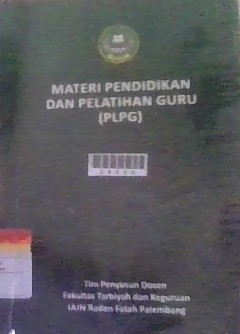 MATERI PENDIDIKAN
DAN PELATIHAN GURU
(PLPG)
Tim Penyusun Dosen
Fakultas Tarbiyah dan Keguruan
IAIN Raden Fatah Palembang